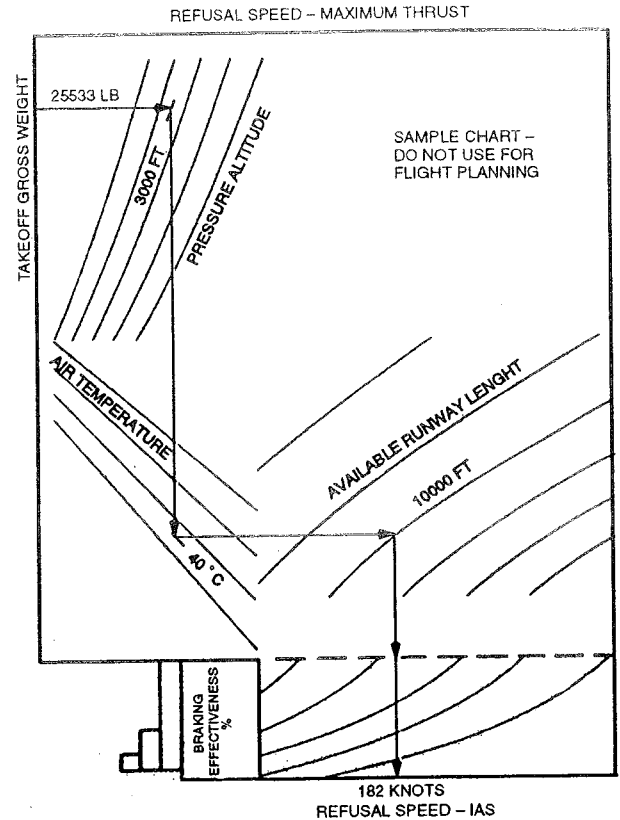 REFUSAL SPEED – MAXIMUM THRUST
TAKEOFF GROSS WEIGHT
25533 LB
3000 FT
PRESSURE ALTITUDE
SAMPLE CHART –
DO NOT USE FOR
FLIGHT PLANNING
AIR TEMPERATURE
AVAILABLE RUNWAY LENGHT
10000 FT
40 °C
BRAKING
EFFECTIVENESS
%
182 KNOTS
REFUSAL SPEED – IAS